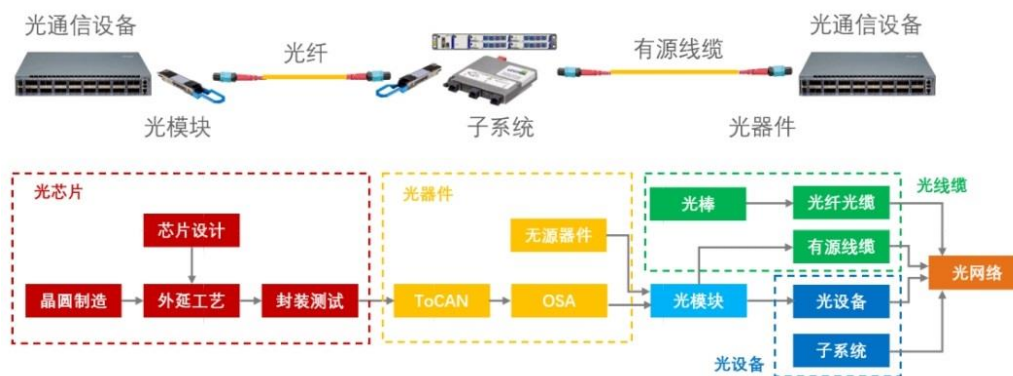 光通信设备
光纤
有源线缆
光通信设备
光模块
子系统
光器件
光芯片
芯片设计
晶圆制造
外延工艺
封装测试
光器件
无源器件
ToCAN
OSA
光线缆
光棒
光纤光缆
有源线缆
光模块
光设备
子系统
光设备
光网络